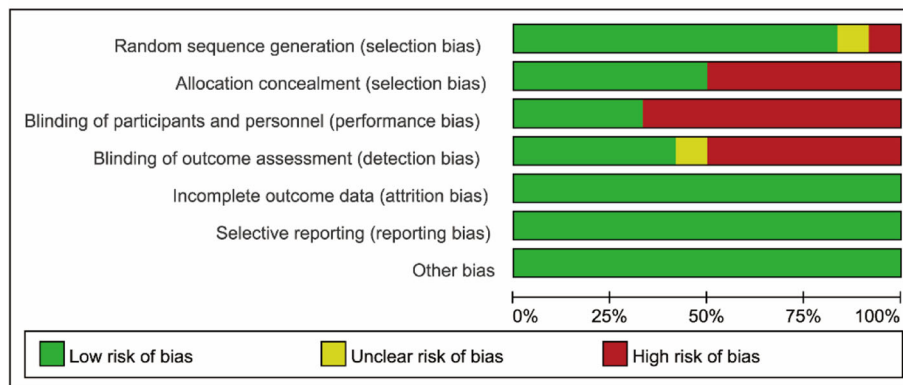 Random sequence generation (selection bias)
Allocation concealment (selection bias)
Blinding of participants and personnel (performance bias)
Blinding of outcome assessment (detection bias)
Incomplete outcome data (attrition bias)
Selective reporting (reporting bias)
Other bias
0% 25% 50% 75% 100%
Low risk of bias Unclear risk of bias High risk of bias